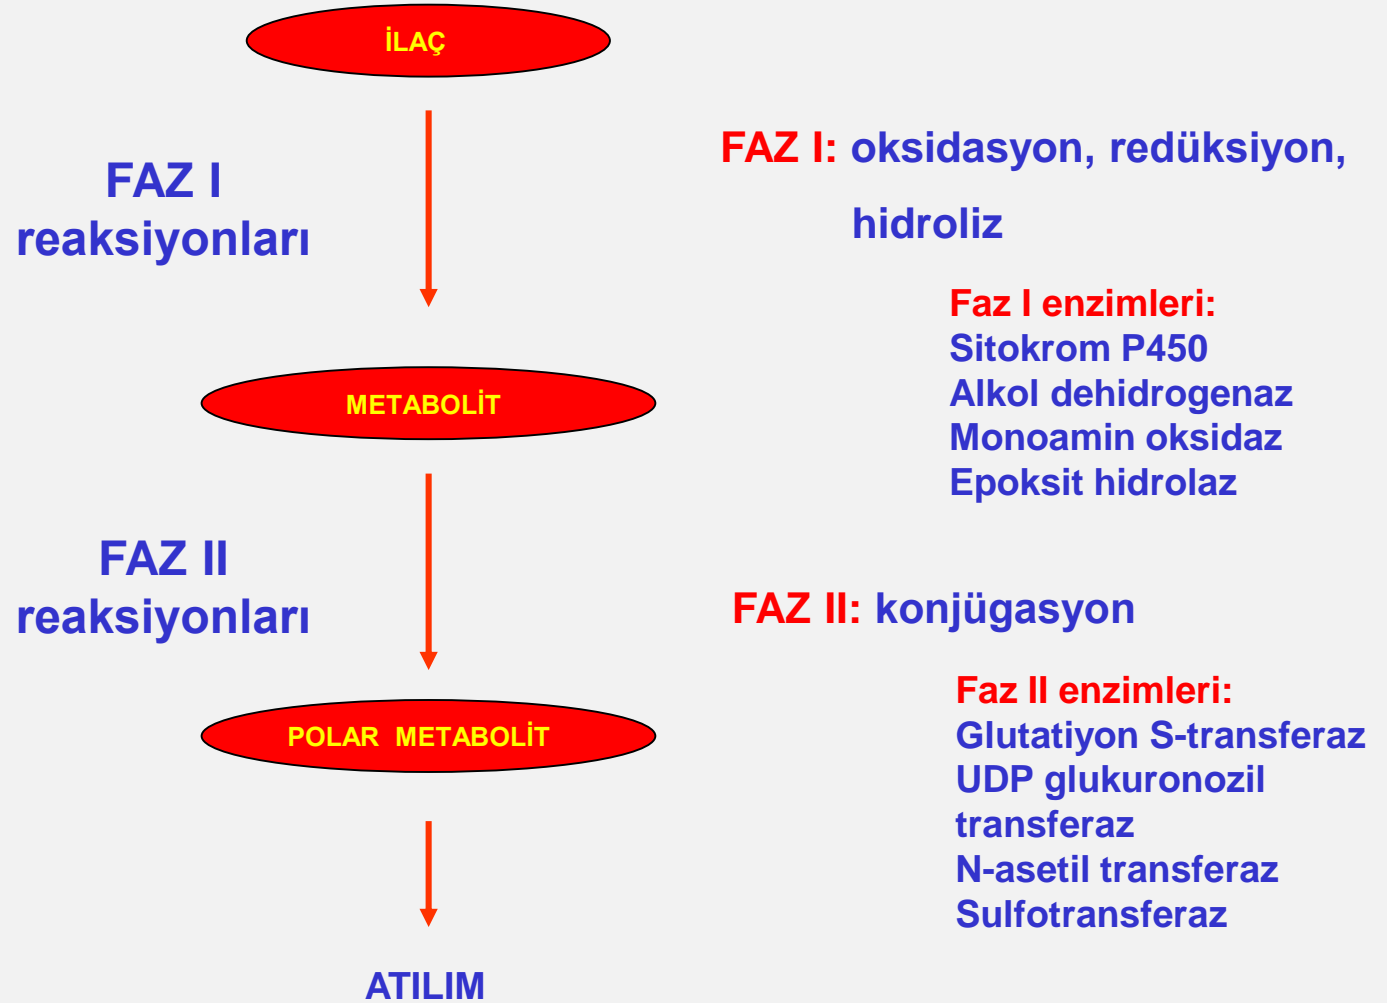 İLAÇ
FAZ I
reaksiyonları
METABOLİT
FAZ II
reaksiyonları
POLAR METABOLİT
ATILIM
FAZ I: oksidasyon, redüksiyon,
hidroliz
Faz I enzimleri:
Sitokrom P450
Alkol dehidrogenaz
Monoamin oksidaz
Epoksit hidrolaz
FAZ II: konjügasyon
Faz II enzimleri:
Glutatiyon S-transferaz
UDP glukuronozil
transferaz
N-asetil transferaz
Sulfotransferaz